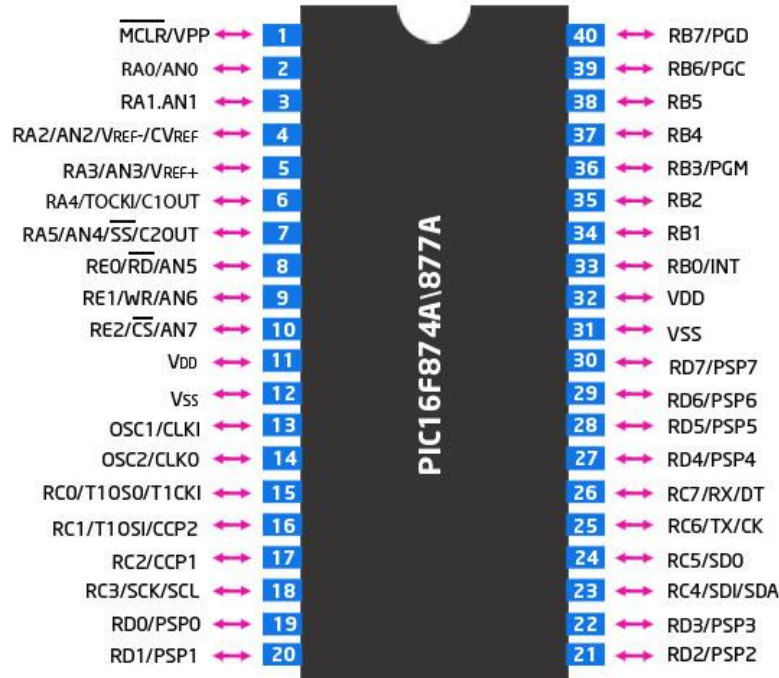 MCLR/VPP 1 40 RB7/PGD
RA0/AN0 2 39 RB6/PGC
RA1.AN1 3 38 RB5
RA2/AN2/VREF-/CVREF 4 37 RB4
RA3/AN3/VREF+ 5 36 RB3/PGM
RA4/TOCKI/C1OUT 6 35 RB2
RA5/AN4/SS/C2OUT 7 34 RB1
RE0/RD/AN5 8 33 RB0/INT
RE1/WR/AN6 9 32 VDD
RE2/CS/AN7 10 31 VSS
VDD 11 30 RD7/PSP7
VSS 12 29 RD6/PSP6
OSC1/CLKI 13 28 RD5/PSP5
OSC2/CLKO 14 27 RD4/PSP4
RC0/T1OSO/T1CKI 15 26 RC7/RX/DT
RC1/T1OSI/CCP2 16 25 RC6/TX/CK
RC2/CCP1 17 24 RC5/SDO
RC3/SCK/SCL 18 23 RC4/SDI/SDA
RD0/PSP0 19 22 RD3/PSP3
RD1/PSP1 20 21 RD2/PSP2
PIC16F874A\877A